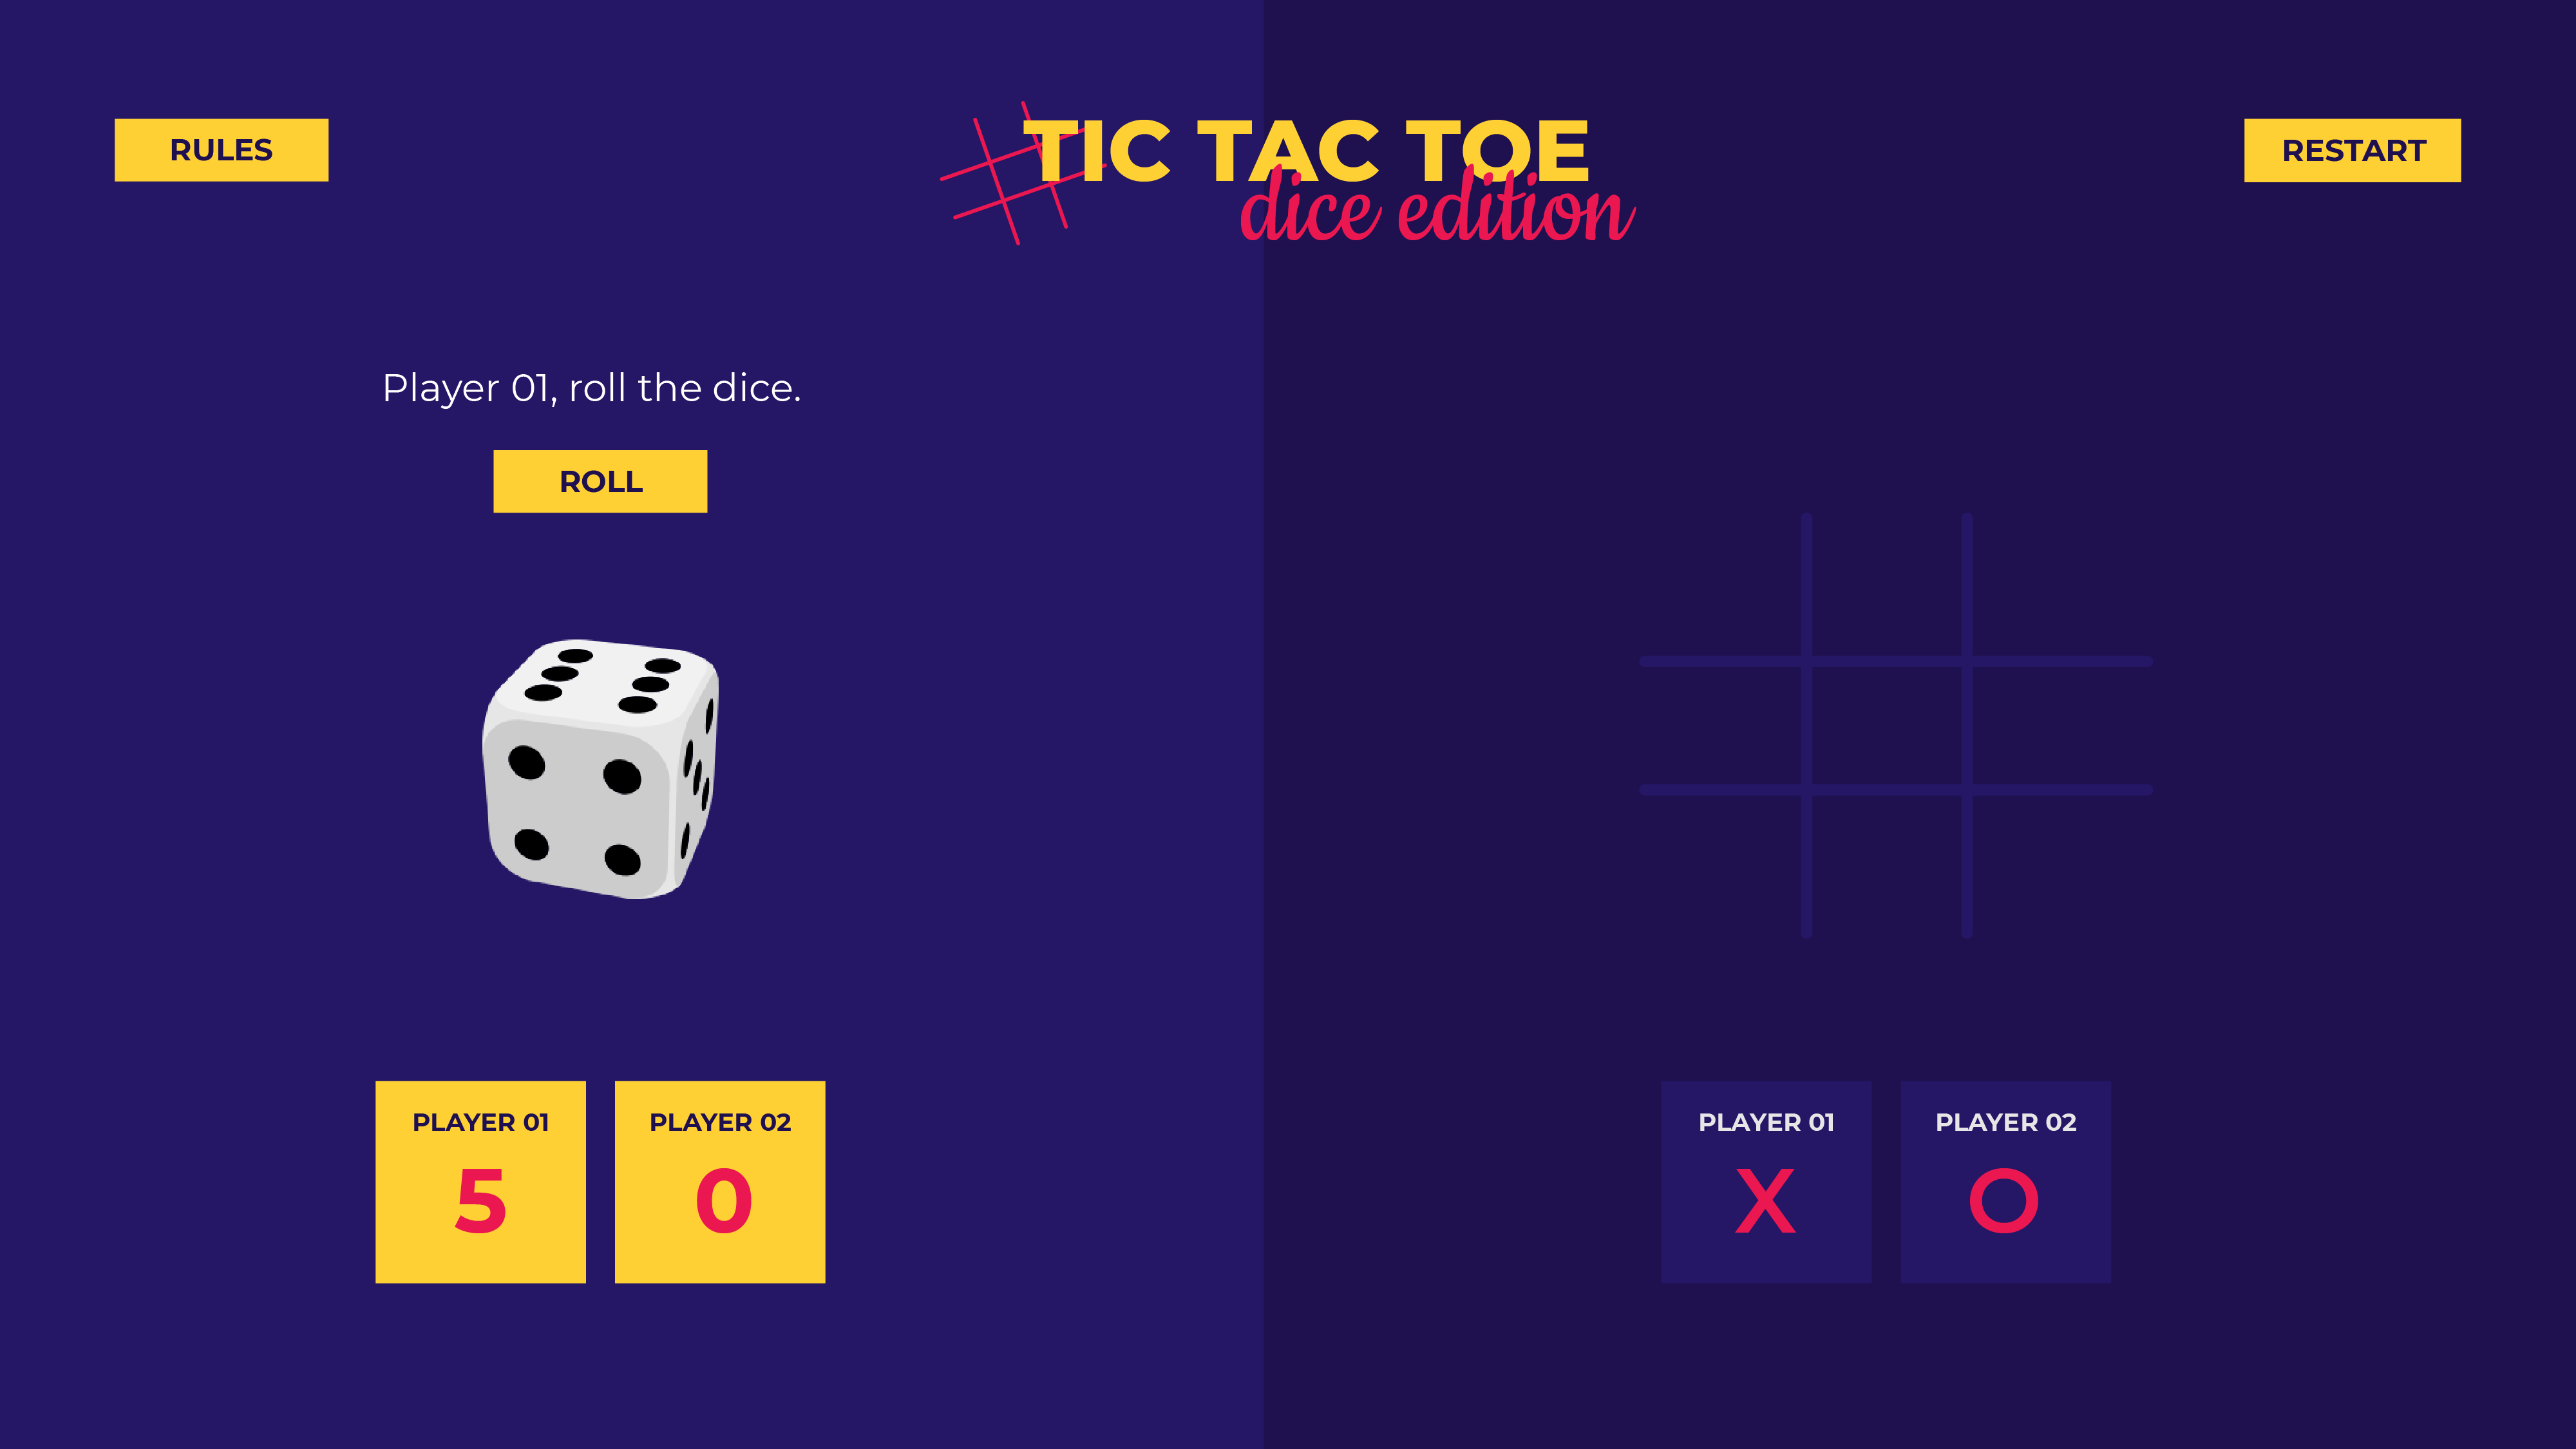 RULES
TIC TAC TOE
dice edition
RESTART
Player 01, roll the dice.
ROLL
PLAYER 01
5
PLAYER 02
0
PLAYER 01
X
PLAYER 02
O